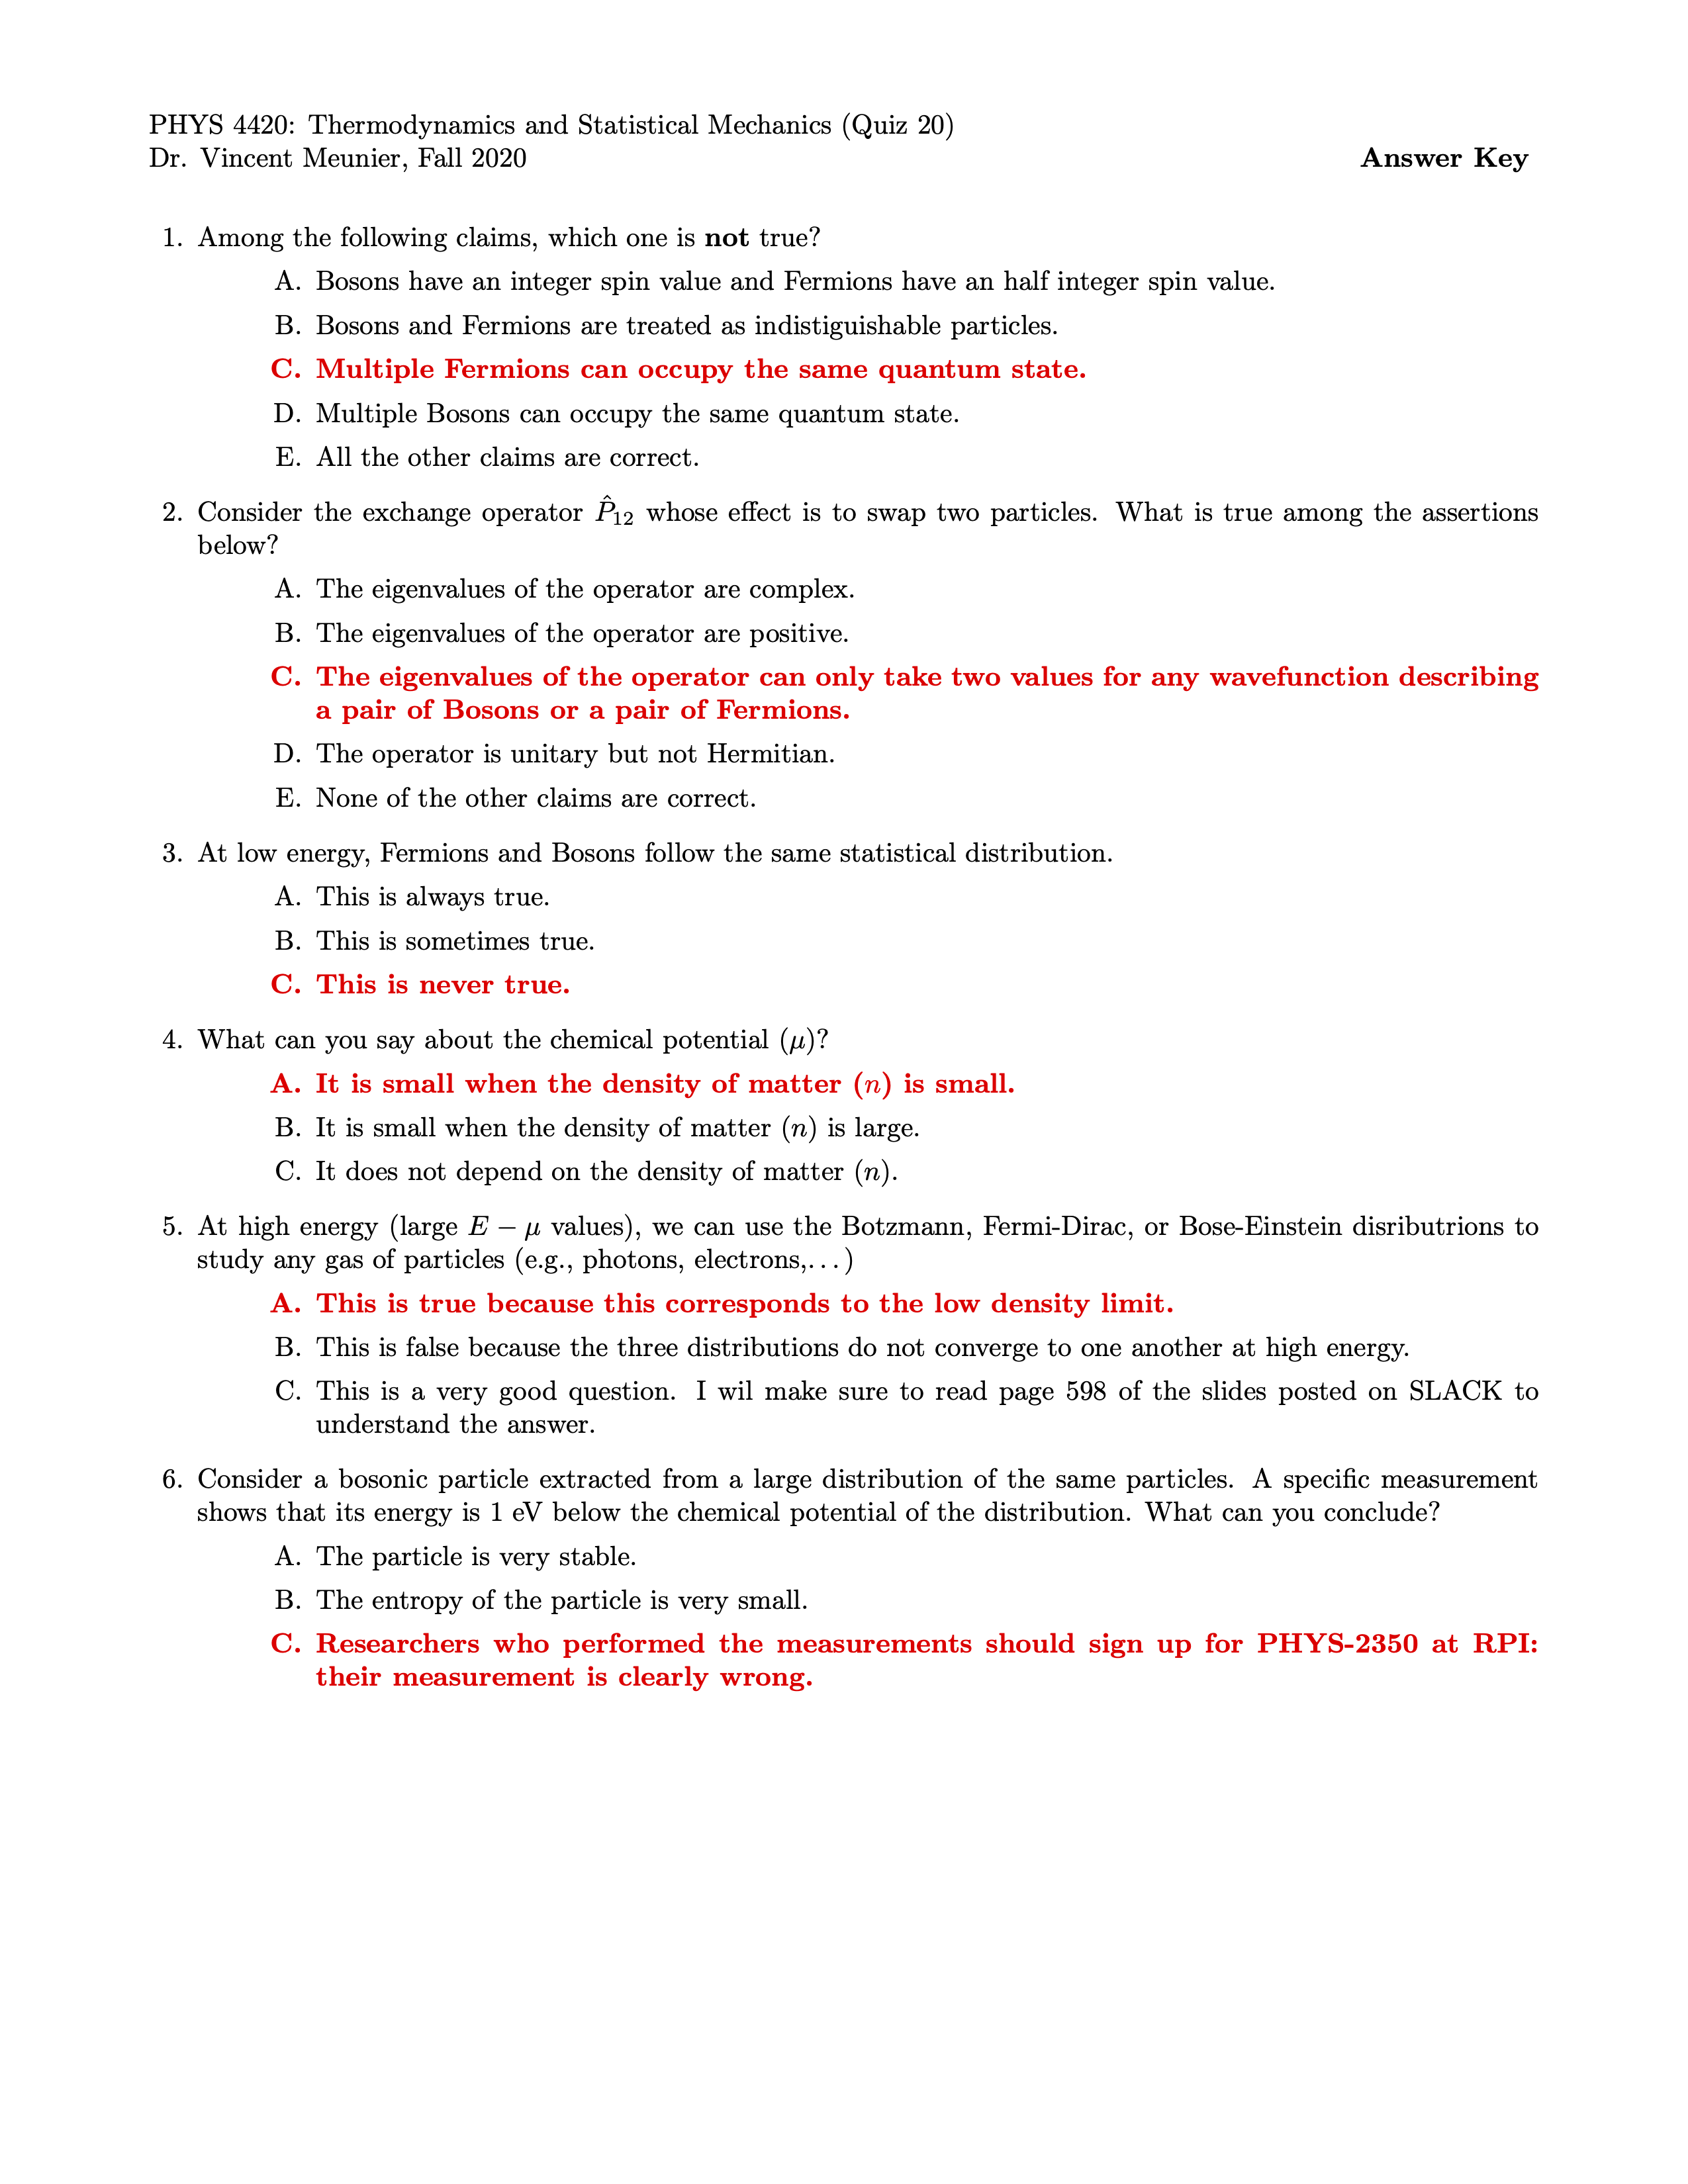 PHYS 4420: Thermodynamics and Statistical Mechanics (Quiz 20)
Dr. Vincent Meunier, Fall 2020 Answer Key
1. Among the following claims, which one is not true?
A. Bosons have an integer spin value and Fermions have an half integer spin value.
B. Bosons and Fermions are treated as indistiguishable particles.
C. Multiple Fermions can occupy the same quantum state.
D. Multiple Bosons can occupy the same quantum state.
E. All the other claims are correct.
2. Consider the exchange operator P̂₁₂ whose effect is to swap two particles. What is true among the assertions
below?
A. The eigenvalues of the operator are complex.
B. The eigenvalues of the operator are positive.
C. The eigenvalues of the operator can only take two values for any wavefunction describing
a pair of Bosons or a pair of Fermions.
D. The operator is unitary but not Hermitian.
E. None of the other claims are correct.
3. At low energy, Fermions and Bosons follow the same statistical distribution.
A. This is always true.
B. This is sometimes true.
C. This is never true.
4. What can you say about the chemical potential (μ)?
A. It is small when the density of matter (n) is small.
B. It is small when the density of matter (n) is large.
C. It does not depend on the density of matter (n).
5. At high energy (large E − μ values), we can use the Botzmann, Fermi-Dirac, or Bose-Einstein disributrions to
study any gas of particles (e.g., photons, electrons,...)
A. This is true because this corresponds to the low density limit.
B. This is false because the three distributions do not converge to one another at high energy.
C. This is a very good question. I wil make sure to read page 598 of the slides posted on SLACK to
understand the answer.
6. Consider a bosonic particle extracted from a large distribution of the same particles. A specific measurement
shows that its energy is 1 eV below the chemical potential of the distribution. What can you conclude?
A. The particle is very stable.
B. The entropy of the particle is very small.
C. Researchers who performed the measurements should sign up for PHYS-2350 at RPI:
their measurement is clearly wrong.